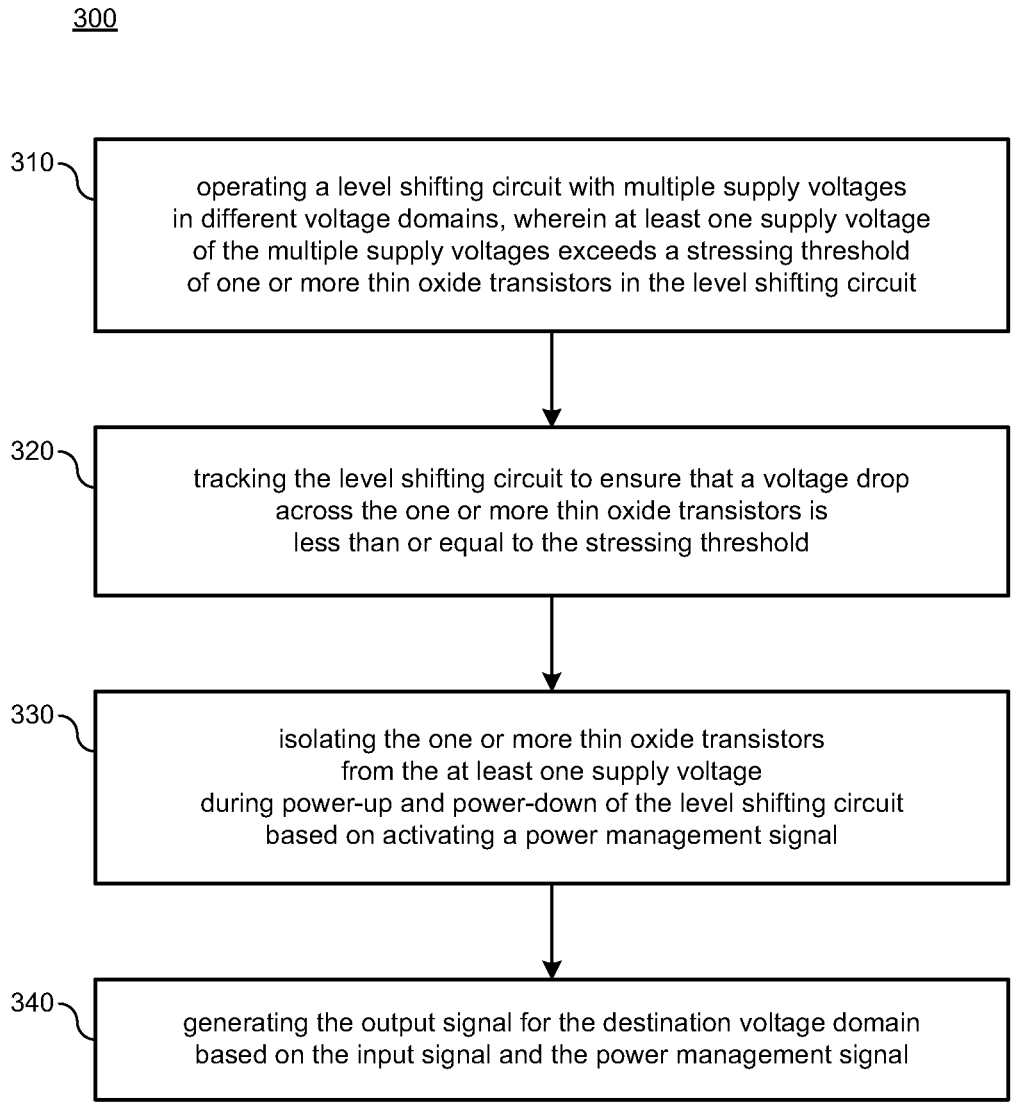 300
310
operating a level shifting circuit with multiple supply voltages
in different voltage domains, wherein at least one supply voltage
of the multiple supply voltages exceeds a stressing threshold
of one or more thin oxide transistors in the level shifting circuit
320
tracking the level shifting circuit to ensure that a voltage drop
across the one or more thin oxide transistors is
less than or equal to the stressing threshold
330
isolating the one or more thin oxide transistors
from the at least one supply voltage
during power-up and power-down of the level shifting circuit
based on activating a power management signal
340
generating the output signal for the destination voltage domain
based on the input signal and the power management signal